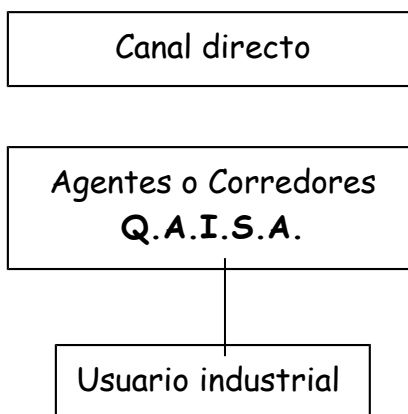 Canal directo
Agentes o Corredores
Q.A.I.S.A.
Usuario industrial